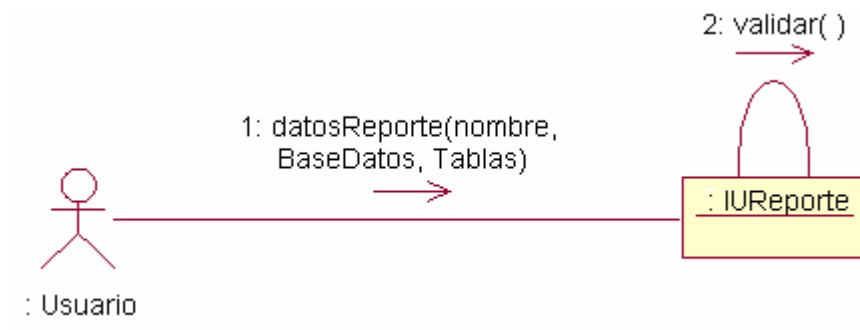 2: validar( )
1: datosReporte(nombre,
BaseDatos, Tablas)
: IUReporte
: Usuario